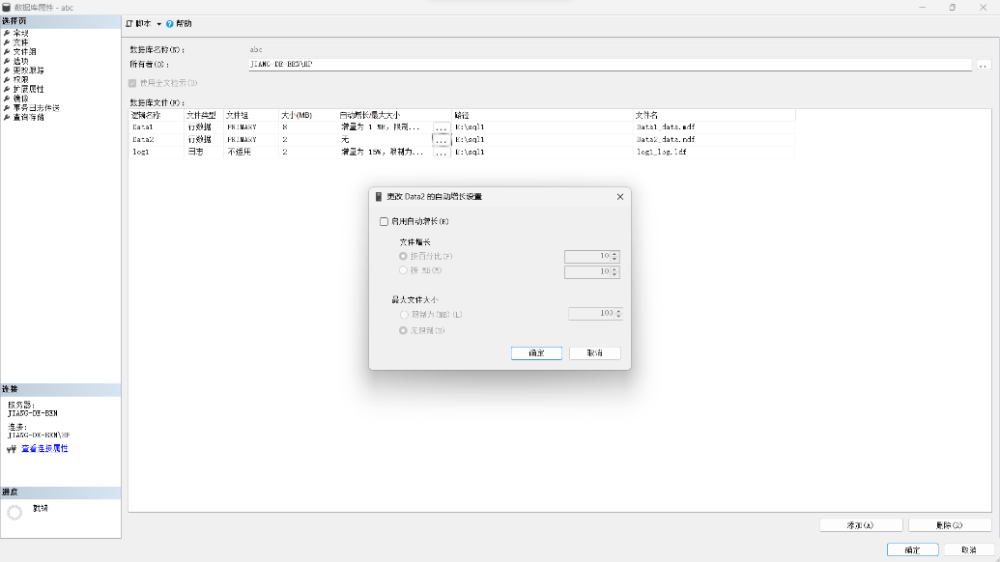 数据库属性 - abc
选择页
常规
文件
文件组
选项
更改跟踪
权限
扩展属性
镜像
事务日志传送
查询存储
脚本 帮助
数据库名称(N): abc
所有者(O): JIANG-DE-BEN\HP ...
使用全文检索(U)
数据库文件(F):
逻辑名称 文件类型 文件组 大小(MB) 自动增长/最大大小 路径 文件名
Data1 行数据 PRIMARY 8 增量为 1 MB, 限制... ... E:\sql1 Data1_data.mdf
Data2 行数据 PRIMARY 2 无 ... E:\sql1 Data2_data.ndf
log1 日志 不适用 2 增量为 15%, 限制为... ... E:\sql1 log1_log.ldf
更改 Data2 的自动增长设置
启用自动增长(E)
文件增长
按百分比(P) 10
按 MB(M) 10
最大文件大小
限制为(MB)(L) 100
无限制(U)
确定 取消
连接
服务器:
JIANG-DE-BEN
连接:
JIANG-DE-BEN\HP
查看连接属性
进度
就绪
添加(A) 删除(R)
确定 取消